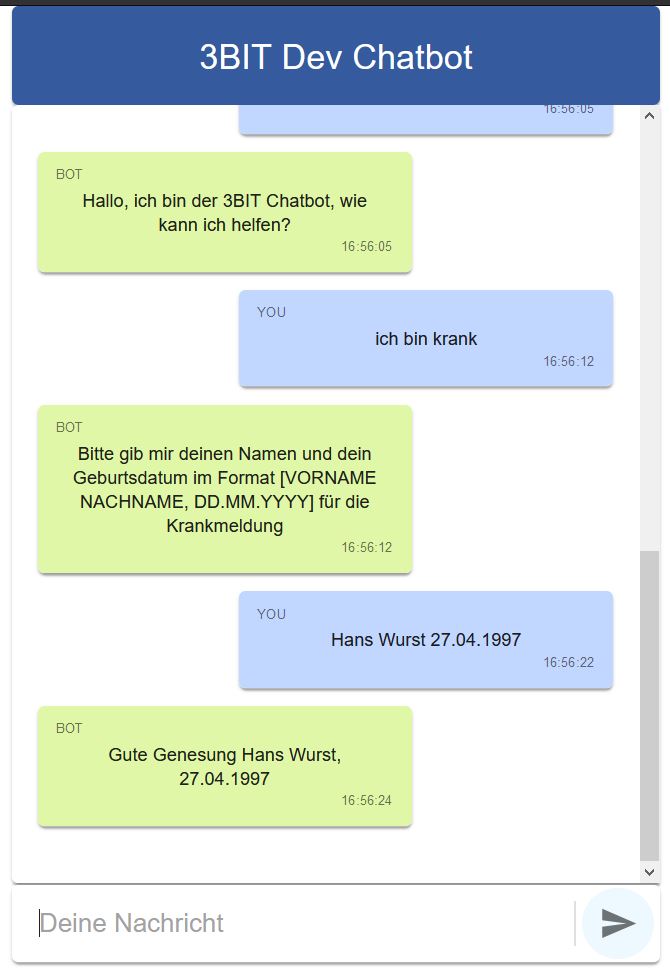 3BIT Dev Chatbot
16:56:05
BOT
Hallo, ich bin der 3BIT Chatbot, wie
kann ich helfen?
16:56:05
YOU
ich bin krank
16:56:12
BOT
Bitte gib mir deinen Namen und dein
Geburtsdatum im Format [VORNAME
NACHNAME, DD.MM.YYYY] für die
Krankmeldung
16:56:12
YOU
Hans Wurst 27.04.1997
16:56:22
BOT
Gute Genesung Hans Wurst,
27.04.1997
16:56:24
Deine Nachricht